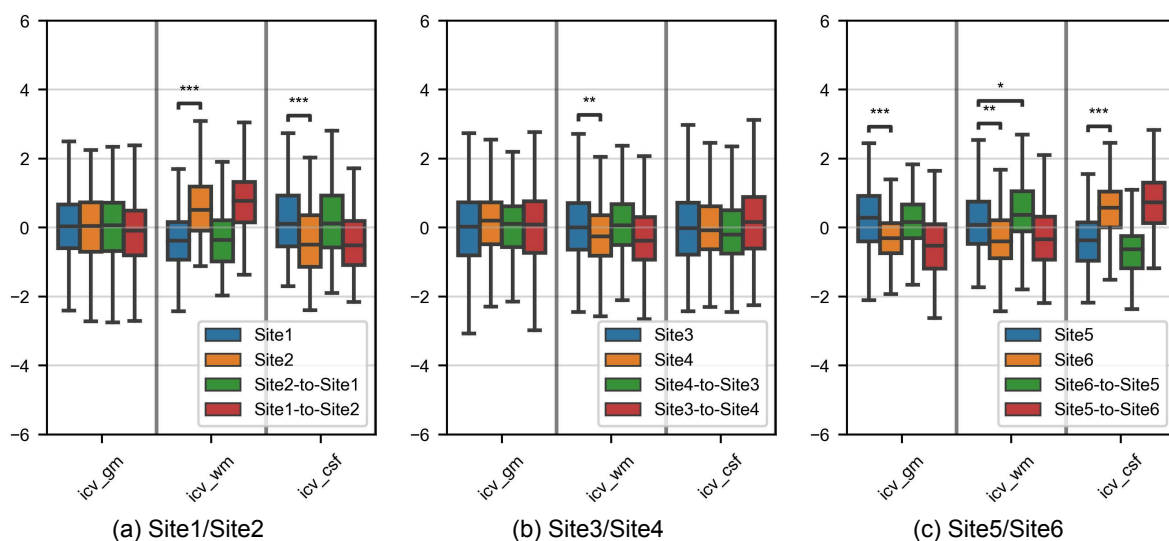 6
4
2
0
−2
−4
−6
***
***
Site1
Site2
Site2-to-Site1
Site1-to-Site2
icv_gm
icv_wm
icv_csf
(a) Site1/Site2
6
4
2
0
−2
−4
−6
**
Site3
Site4
Site4-to-Site3
Site3-to-Site4
icv_gm
icv_wm
icv_csf
(b) Site3/Site4
6
4
2
0
−2
−4
−6
***
*
**
***
Site5
Site6
Site6-to-Site5
Site5-to-Site6
icv_gm
icv_wm
icv_csf
(c) Site5/Site6